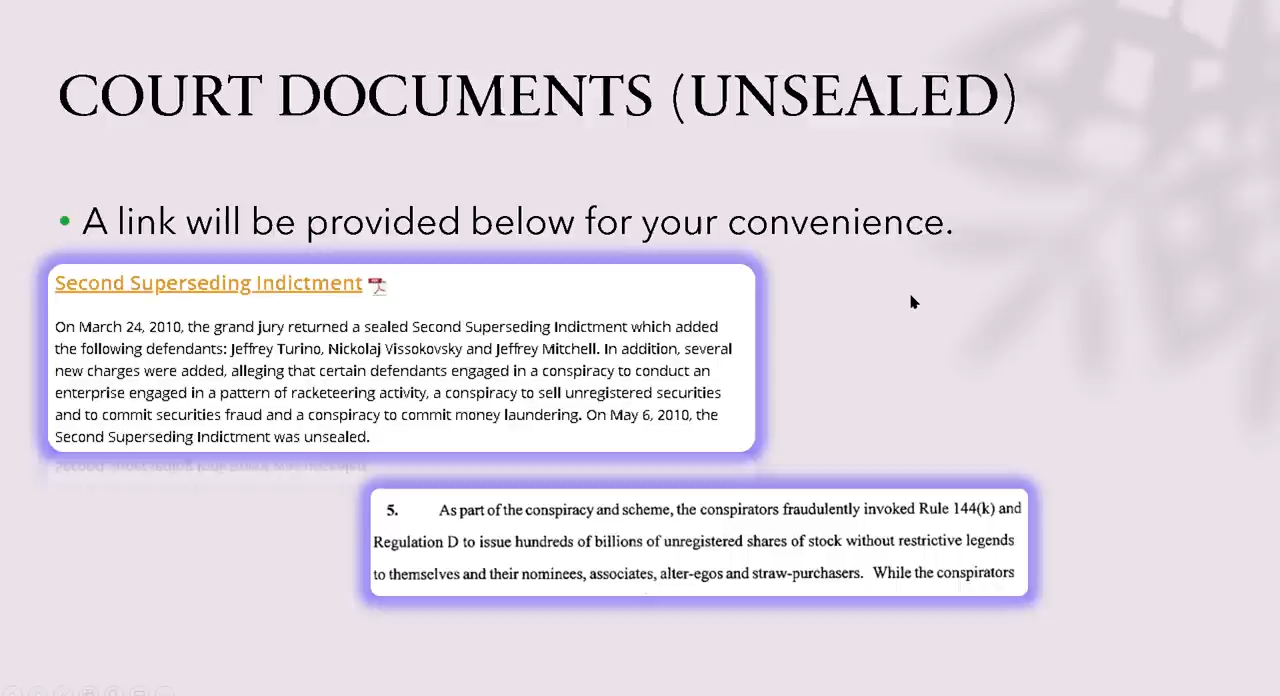 COURT DOCUMENTS (UNSEALED)
• A link will be provided below for your convenience.
Second Superseding Indictment
On March 24, 2010, the grand jury returned a sealed Second Superseding Indictment which added
the following defendants: Jeffrey Turino, Nickolaj Vissokovsky and Jeffrey Mitchell. In addition, several
new charges were added, alleging that certain defendants engaged in a conspiracy to conduct an
enterprise engaged in a pattern of racketeering activity, a conspiracy to sell unregistered securities
and to commit securities fraud and a conspiracy to commit money laundering. On May 6, 2010, the
Second Superseding Indictment was unsealed.
5. As part of the conspiracy and scheme, the conspirators fraudulently invoked Rule 144(k) and
Regulation D to issue hundreds of billions of unregistered shares of stock without restrictive legends
to themselves and their nominees, associates, alter-egos and straw-purchasers. While the conspirators